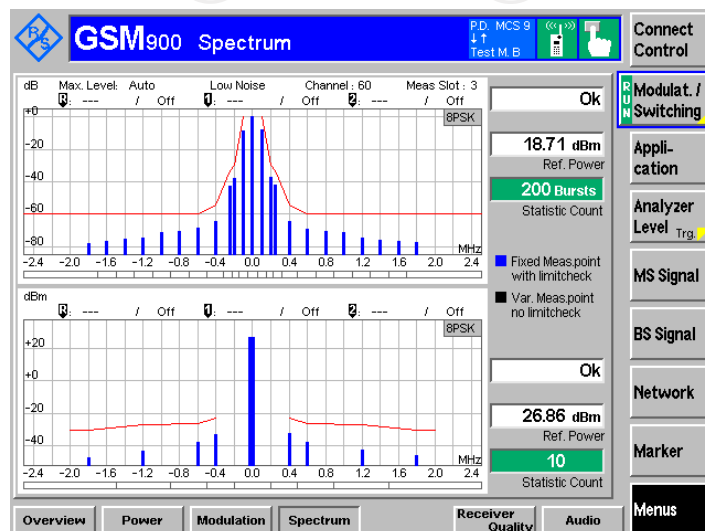 R S
GSM900 Spectrum
P.D. MCS 9
Test M. B
Connect
Control
dB Max. Level: Auto Low Noise Channel : 60 Meas Slot : 3
R: --- / Off 1: --- / Off 2: --- / Off
8PSK
+0
-20
-40
-60
-80
MHz
-2.4 -2.0 -1.6 -1.2 -0.8 -0.4 0.0 0.4 0.8 1.2 1.6 2.0 2.4
Ok
18.71 dBm
Ref. Power
200 Bursts
Statistic Count
Fixed Meas.point
with limitcheck
Var. Meas.point
no limitcheck
dBm
R: --- / Off 1: --- / Off 2: --- / Off
8PSK
+20
+0
-20
-40
MHz
-2.4 -2.0 -1.6 -1.2 -0.8 -0.4 0.0 0.4 0.8 1.2 1.6 2.0 2.4
Ok
26.86 dBm
Ref. Power
10
Statistic Count
RUN
Modulat. /
Switching
Appli-
cation
Analyzer
Level Trg.
MS Signal
BS Signal
Network
Marker
Menus
Overview Power Modulation Spectrum Receiver Quality Audio